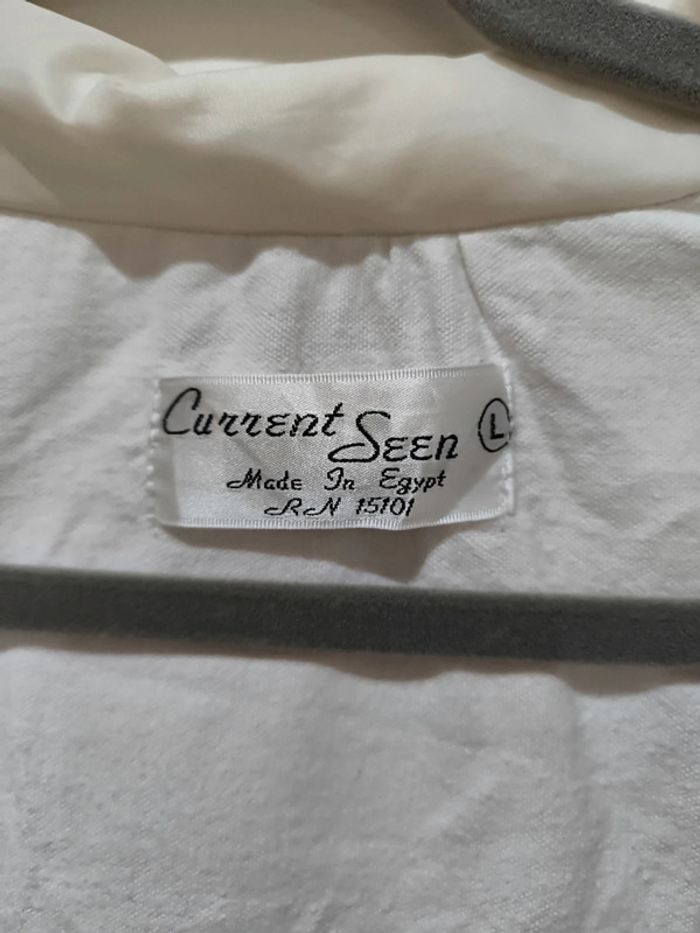 Current Seen L
Made In Egypt
RN 15101